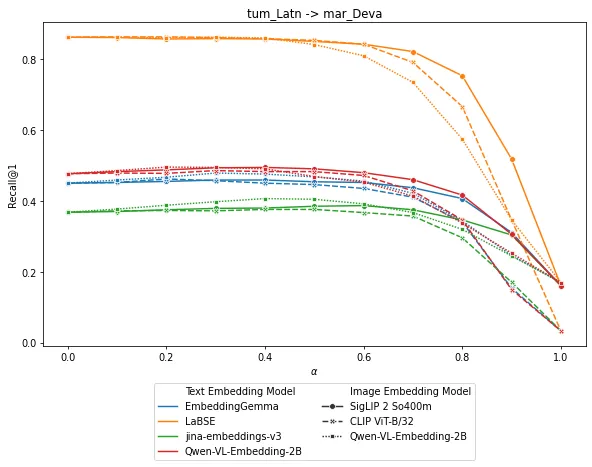 tum_Latn -> mar_Deva
Recall@1
0.8
0.6
0.4
0.2
0.0
0.0 0.2 0.4 0.6 0.8 1.0
α
Text Embedding Model Image Embedding Model
EmbeddingGemma SigLIP 2 So400m
LaBSE CLIP ViT-B/32
jina-embeddings-v3 Qwen-VL-Embedding-2B
Qwen-VL-Embedding-2B